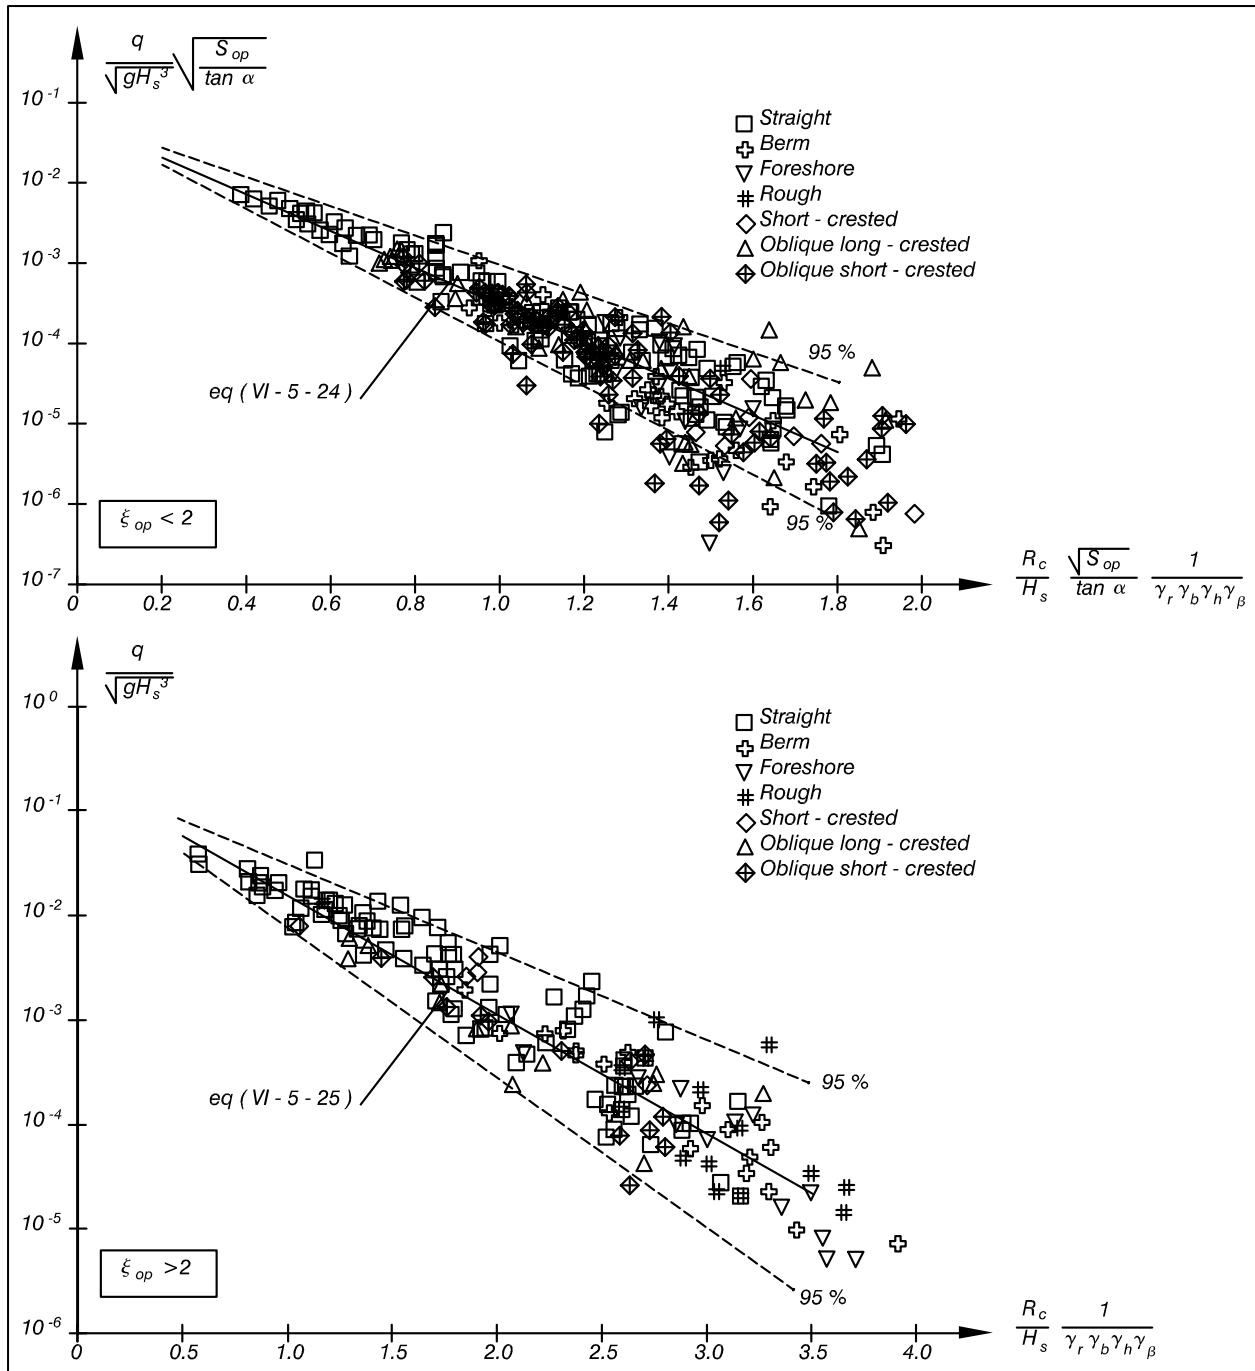 q / √gHs³ √ Sop / tan α
10⁻¹
10⁻²
10⁻³
10⁻⁴
10⁻⁵
10⁻⁶
10⁻⁷
Straight
Berm
Foreshore
Rough
Short - crested
Oblique long - crested
Oblique short - crested
95 %
eq ( VI - 5 - 24 )
95 %
ξ op < 2
0 0.2 0.4 0.6 0.8 1.0 1.2 1.4 1.6 1.8 2.0
Rc / Hs √Sop / tan α 1 / γr γb γh γβ
q / √gHs³
10⁰
10⁻¹
10⁻²
10⁻³
10⁻⁴
10⁻⁵
10⁻⁶
Straight
Berm
Foreshore
Rough
Short - crested
Oblique long - crested
Oblique short - crested
95 %
eq ( VI - 5 - 25 )
95 %
ξ op >2
0 0.5 1.0 1.5 2.0 2.5 3.0 3.5 4.0
Rc / Hs 1 / γr γb γh γβ